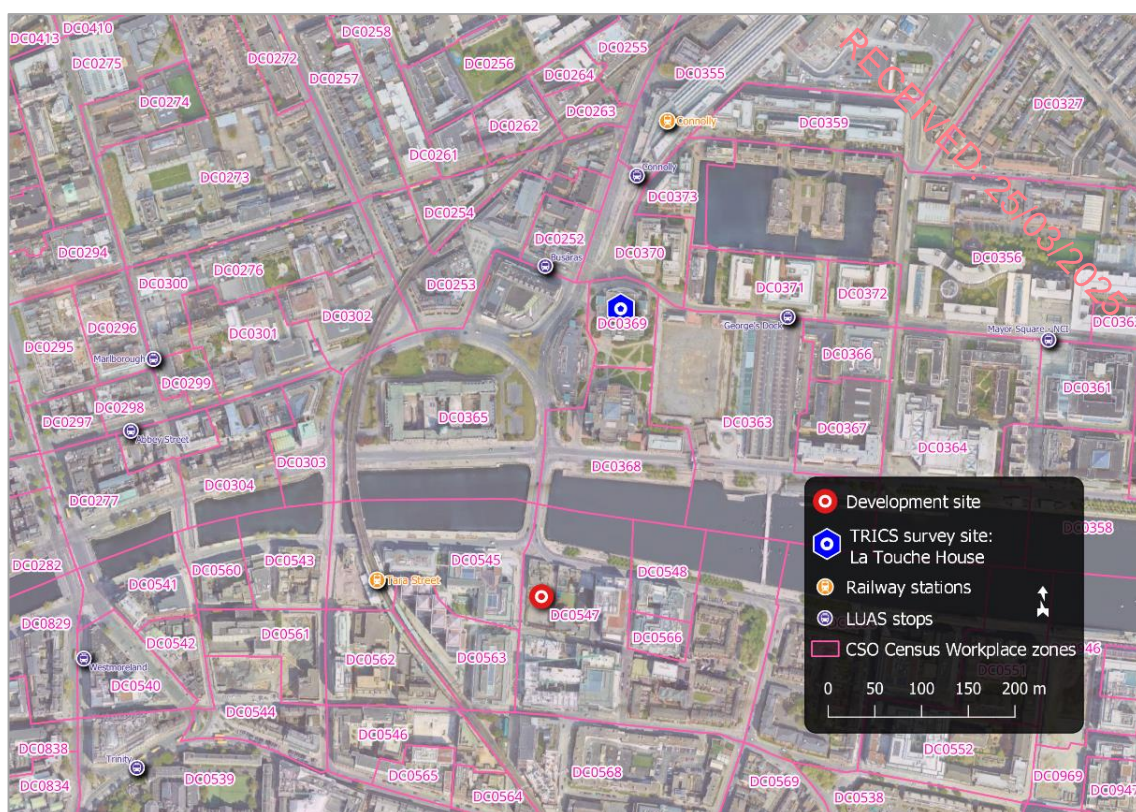 DC0413
DC0410
DC0275
DC0274
DC0272
DC0258
DC0257
DC0256
DC0255
DC0264
DC0263
DC0262
DC0261
DC0355
DC0327
DC0359
RECEIVED: 25/03/2025
Connolly
Connolly
DC0373
DC0273
DC0254
DC0252
Busaras
DC0370
DC0294
DC0300
DC0276
DC0253
DC0371
DC0372
DC0356
DC0296
DC0301
DC0302
DC0369
George's Dock
Mayor Square - NCI
DC0295
Marlborough
DC0299
DC0366
DC0361
DC0297
DC0298
Abbey Street
DC0365
DC0363
DC0367
DC0364
DC0303
DC0368
DC0277
DC0304
DC0358
DC0282
DC0541
DC0560
DC0543
DC0545
DC0548
Tara Street
DC0547
DC0829
DC0542
DC0561
DC0566
Westmoreland
DC0540
DC0562
DC0563
DC0551
DC0544
DC0546
DC0838
Trinity
DC0834
DC0539
DC0565
DC0564
DC0568
DC0569
DC0538
DC0552
DC0969
DC0947
Development site
TRICS survey site:
La Touche House
Railway stations
LUAS stops
CSO Census Workplace zones
0 50 100 150 200 m